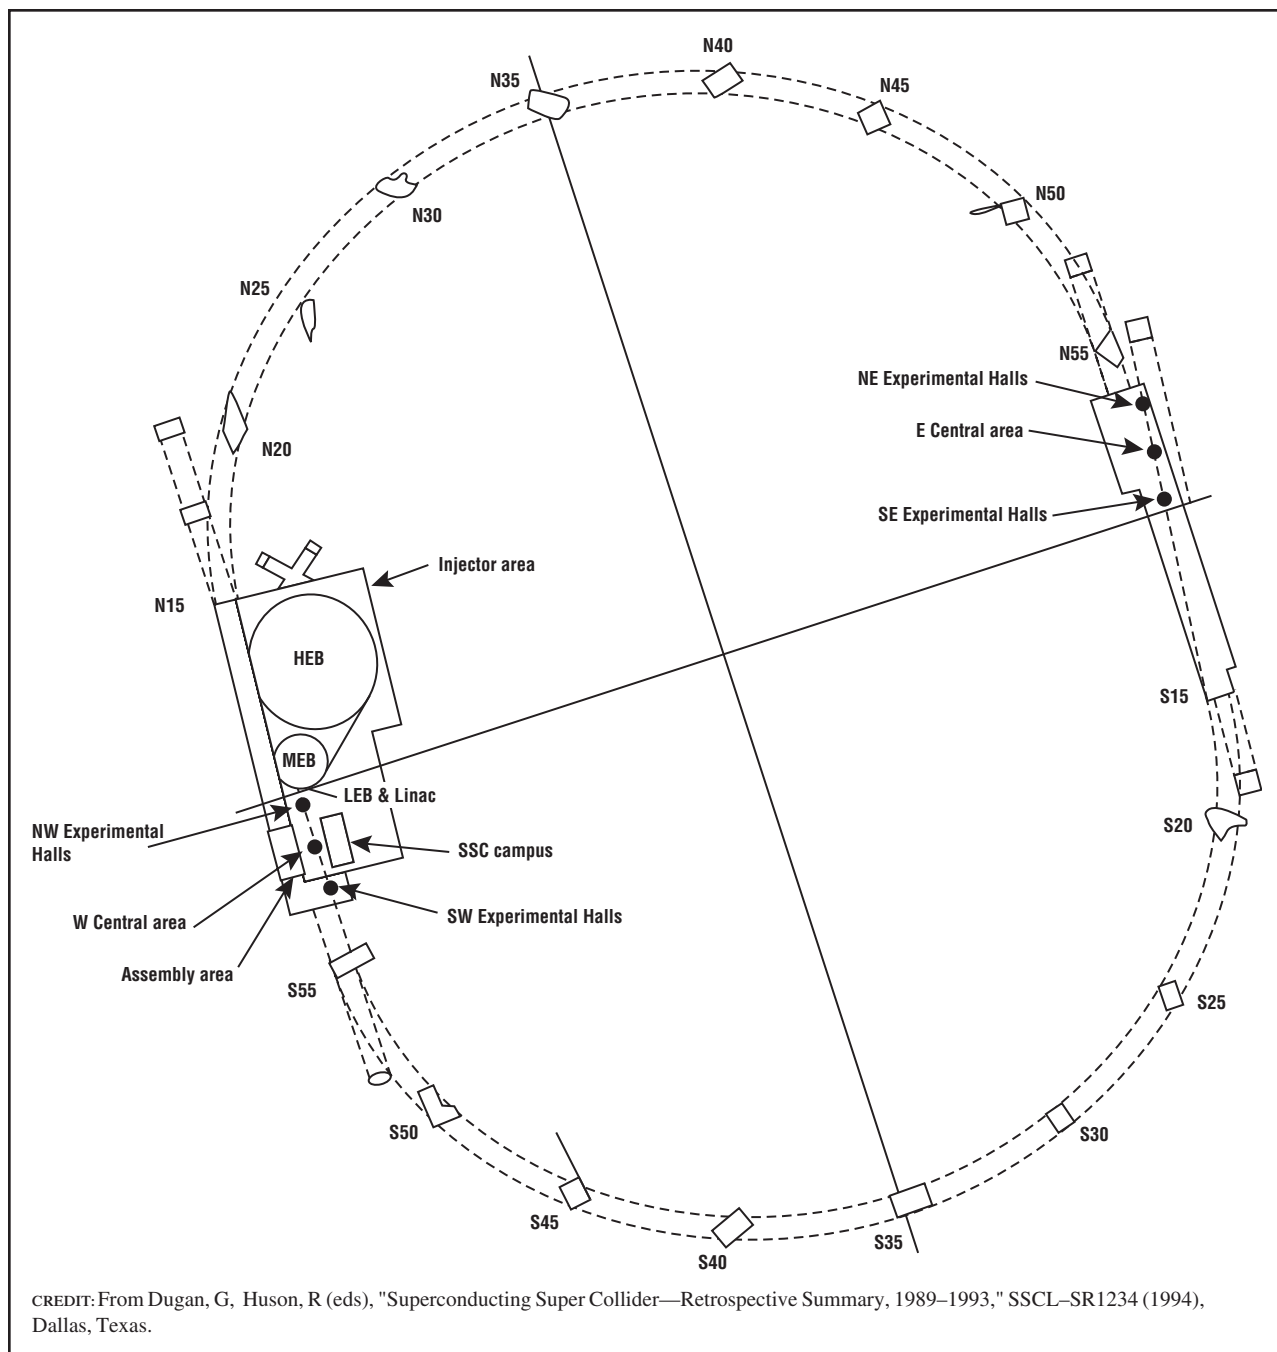 N40
N35
N45
N30
N50
N25
N55
NE Experimental Halls
E Central area
N20
SE Experimental Halls
Injector area
N15
HEB
S15
MEB
LEB & Linac
NW Experimental
Halls
SSC campus
S20
W Central area
SW Experimental Halls
Assembly area
S55
S25
S50
S30
S45
S35
S40
CREDIT: From Dugan, G, Huson, R (eds), "Superconducting Super Collider—Retrospective Summary, 1989–1993," SSCL–SR1234 (1994),
Dallas, Texas.